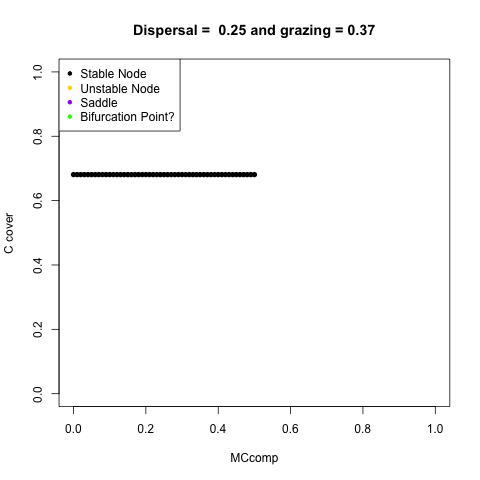 Dispersal =  0.25 and grazing = 0.37
Stable Node
Unstable Node
Saddle
Bifurcation Point?
C cover
1.0
0.8
0.6
0.4
0.2
0.0
0.0 0.2 0.4 0.6 0.8 1.0
MCcomp